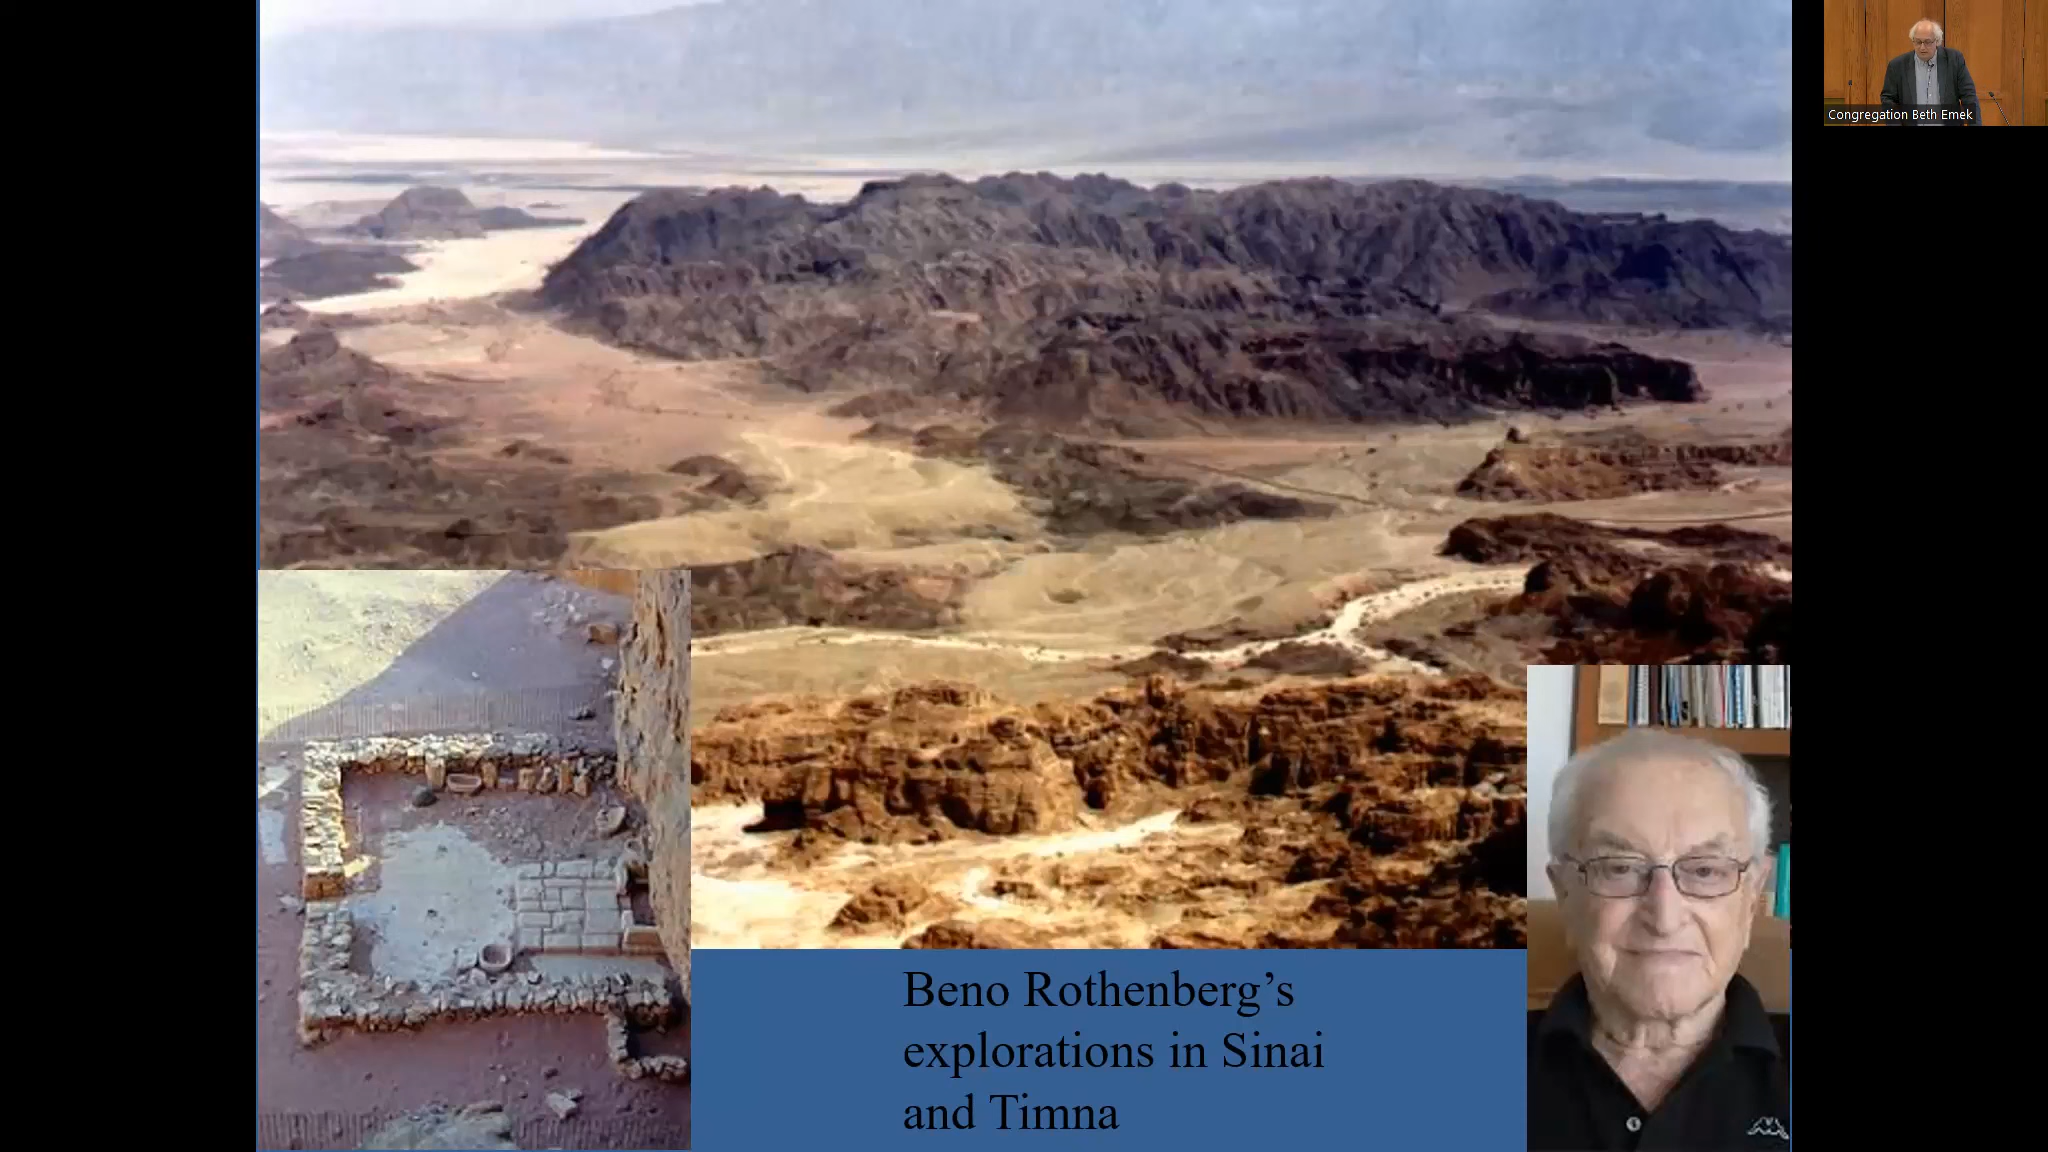 Congregation Beth Emek
Beno Rothenberg’s
explorations in Sinai
and Timna